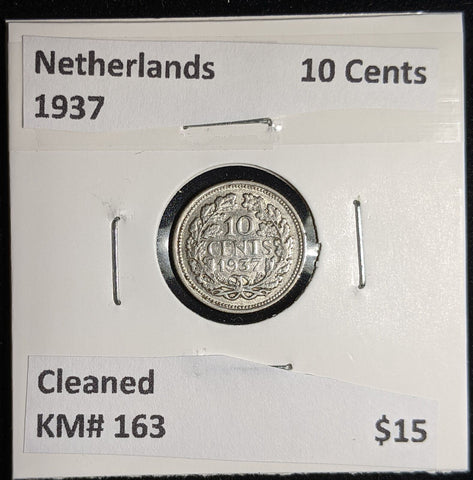 Netherlands 10 Cents
1937
10
CENTS
1937
Cleaned
KM# 163 $15